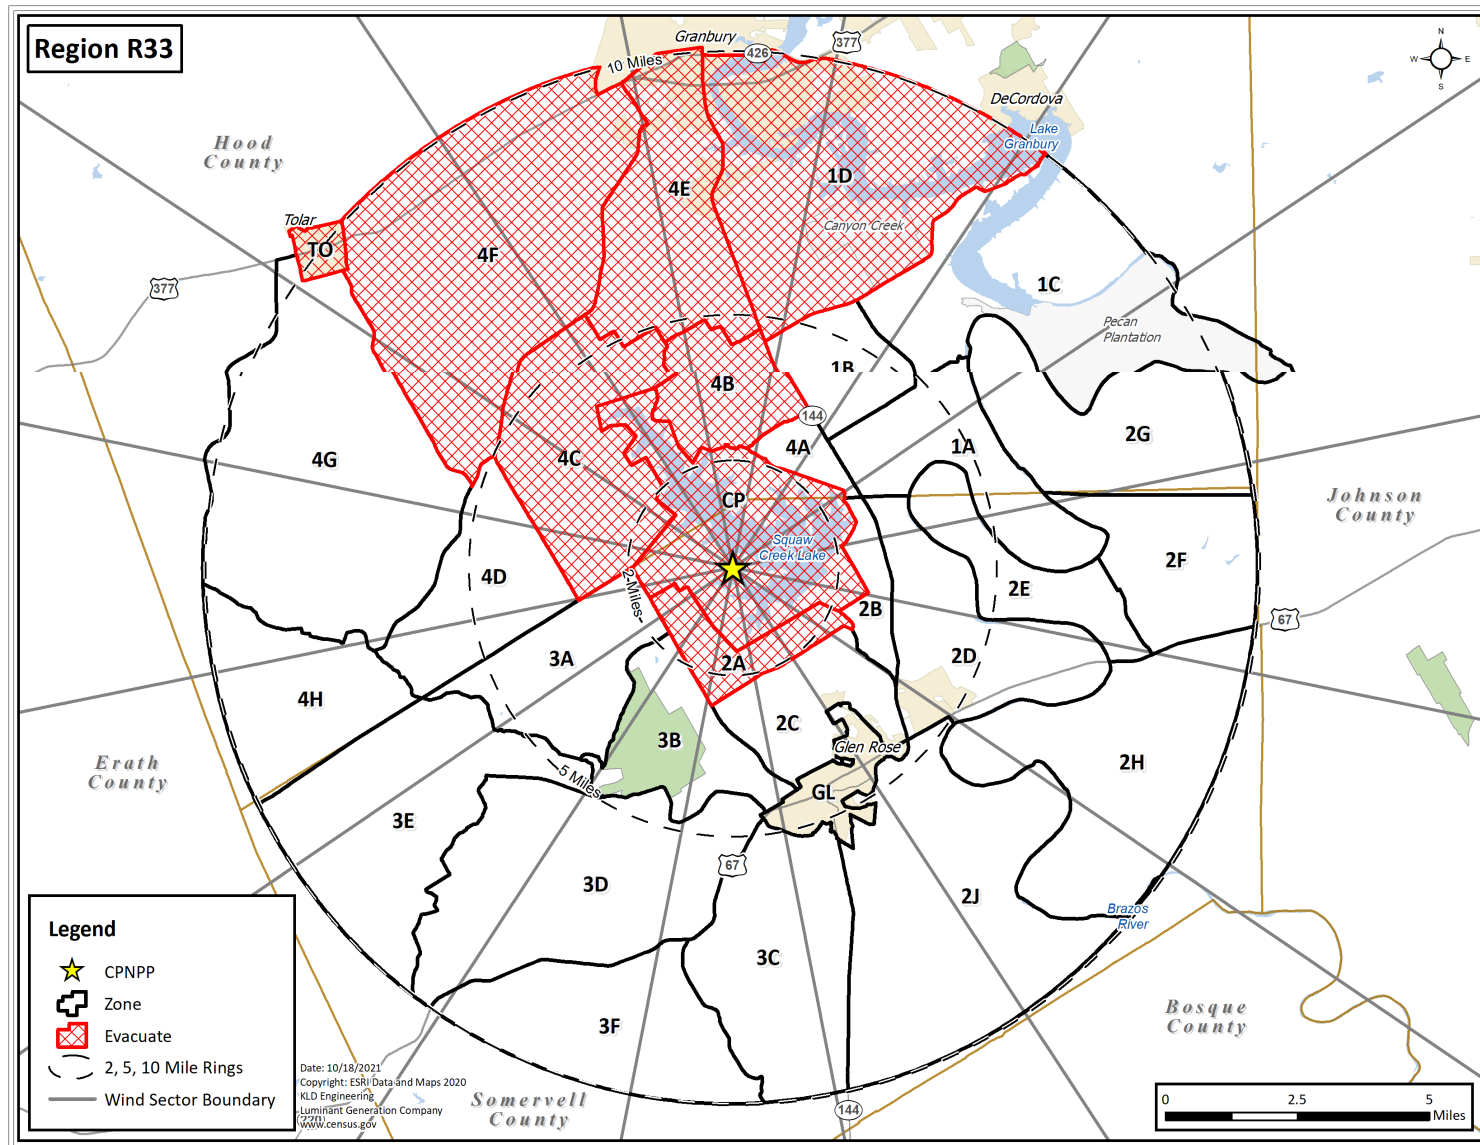 Region R33
Granbury
426
377
10 Miles
N
W
E
S
DeCordova
Lake
Granbury
Hood
County
4E
1D
Tolar
TO
4F
Canyon Creek
377
1C
Pecan
Plantation
1B
4B
144
4A
1A
2G
4G
4C
CP
Johnson
County
Squaw
Creek Lake
4D
2-Miles
2E
2F
2B
67
3A
2A
2D
4H
2C
3B
Glen Rose
Erath
County
2H
5 Miles
GL
3E
67
3D
2J
Brazos
River
3C
Legend
CPNPP
Zone
Evacuate
2, 5, 10 Mile Rings
Wind Sector Boundary
3F
Bosque
County
Date: 10/18/2021
Copyright: ESRI Data and Maps 2020
KLD Engineering
Luminant Generation Company
www.census.gov
Somervell
County
144
0
2.5
5
Miles